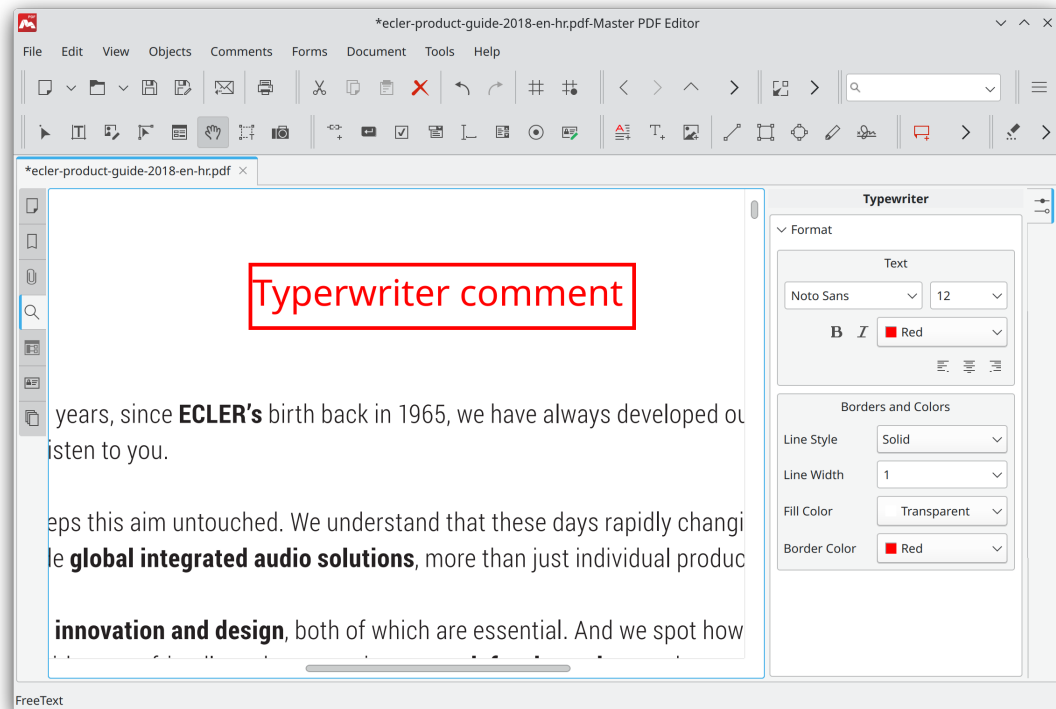 *ecler-product-guide-2018-en-hr.pdf-Master PDF Editor
File Edit View Objects Comments Forms Document Tools Help
*ecler-product-guide-2018-en-hr.pdf
Typewriter
Format
Text
Typerwriter comment
Noto Sans 12
B I Red
Borders and Colors
years, since ECLER’s birth back in 1965, we have always developed ou
isten to you.
Line Style Solid
Line Width 1
eps this aim untouched. We understand that these days rapidly changi
Fill Color Transparent
le global integrated audio solutions, more than just individual produc
Border Color Red
innovation and design, both of which are essential. And we spot how
FreeText